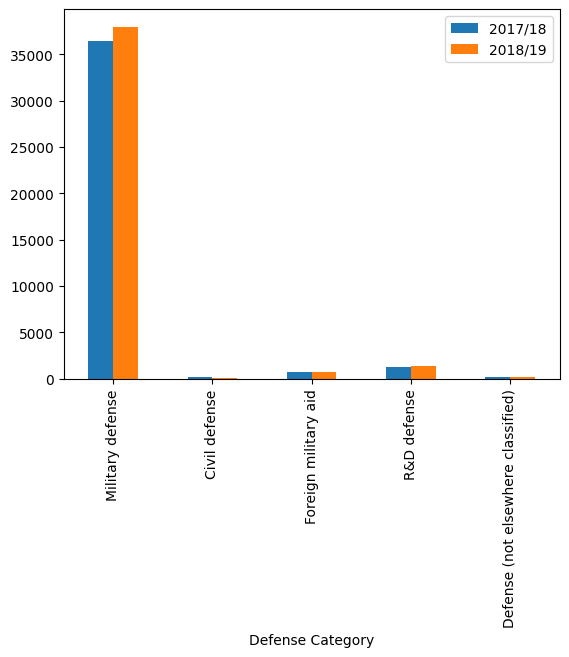 2017/18
2018/19
35000
30000
25000
20000
15000
10000
5000
0
Military defense
Civil defense
Foreign military aid
R&D defense
Defense (not elsewhere classified)
Defense Category